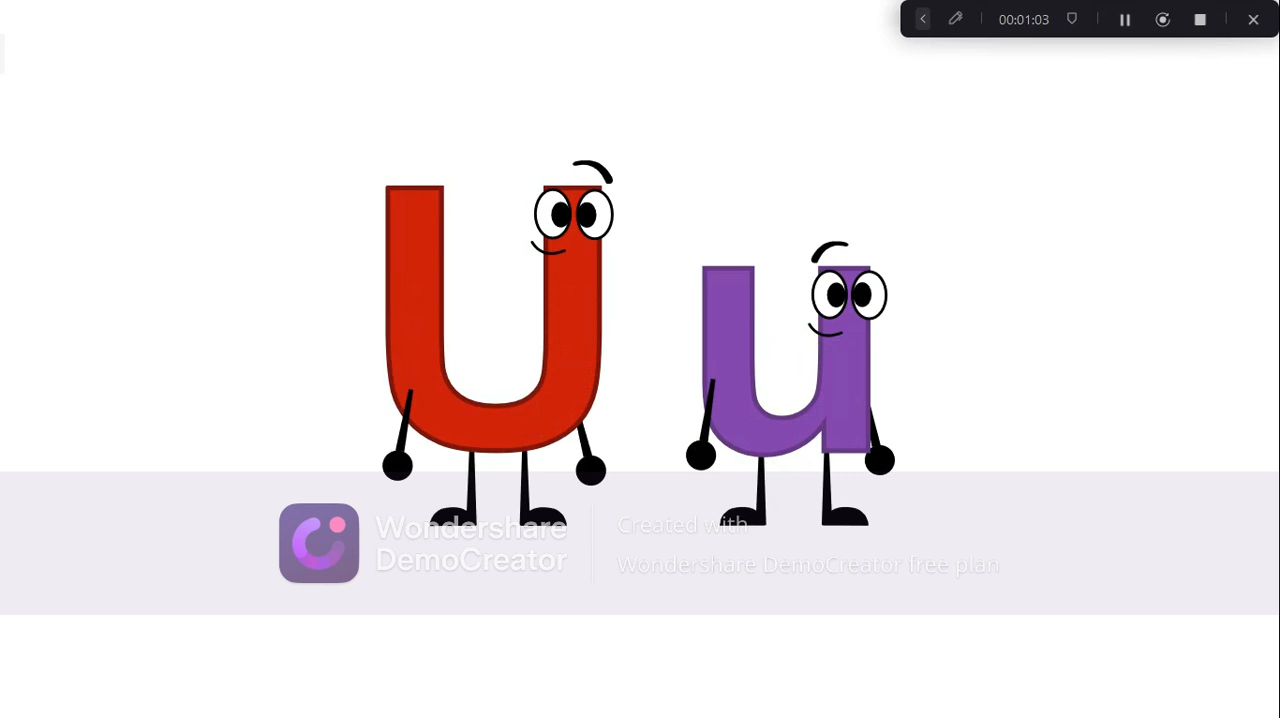 00:01:03
U u
Wondershare
DemoCreator
Created with
Wondershare DemoCreator free plan